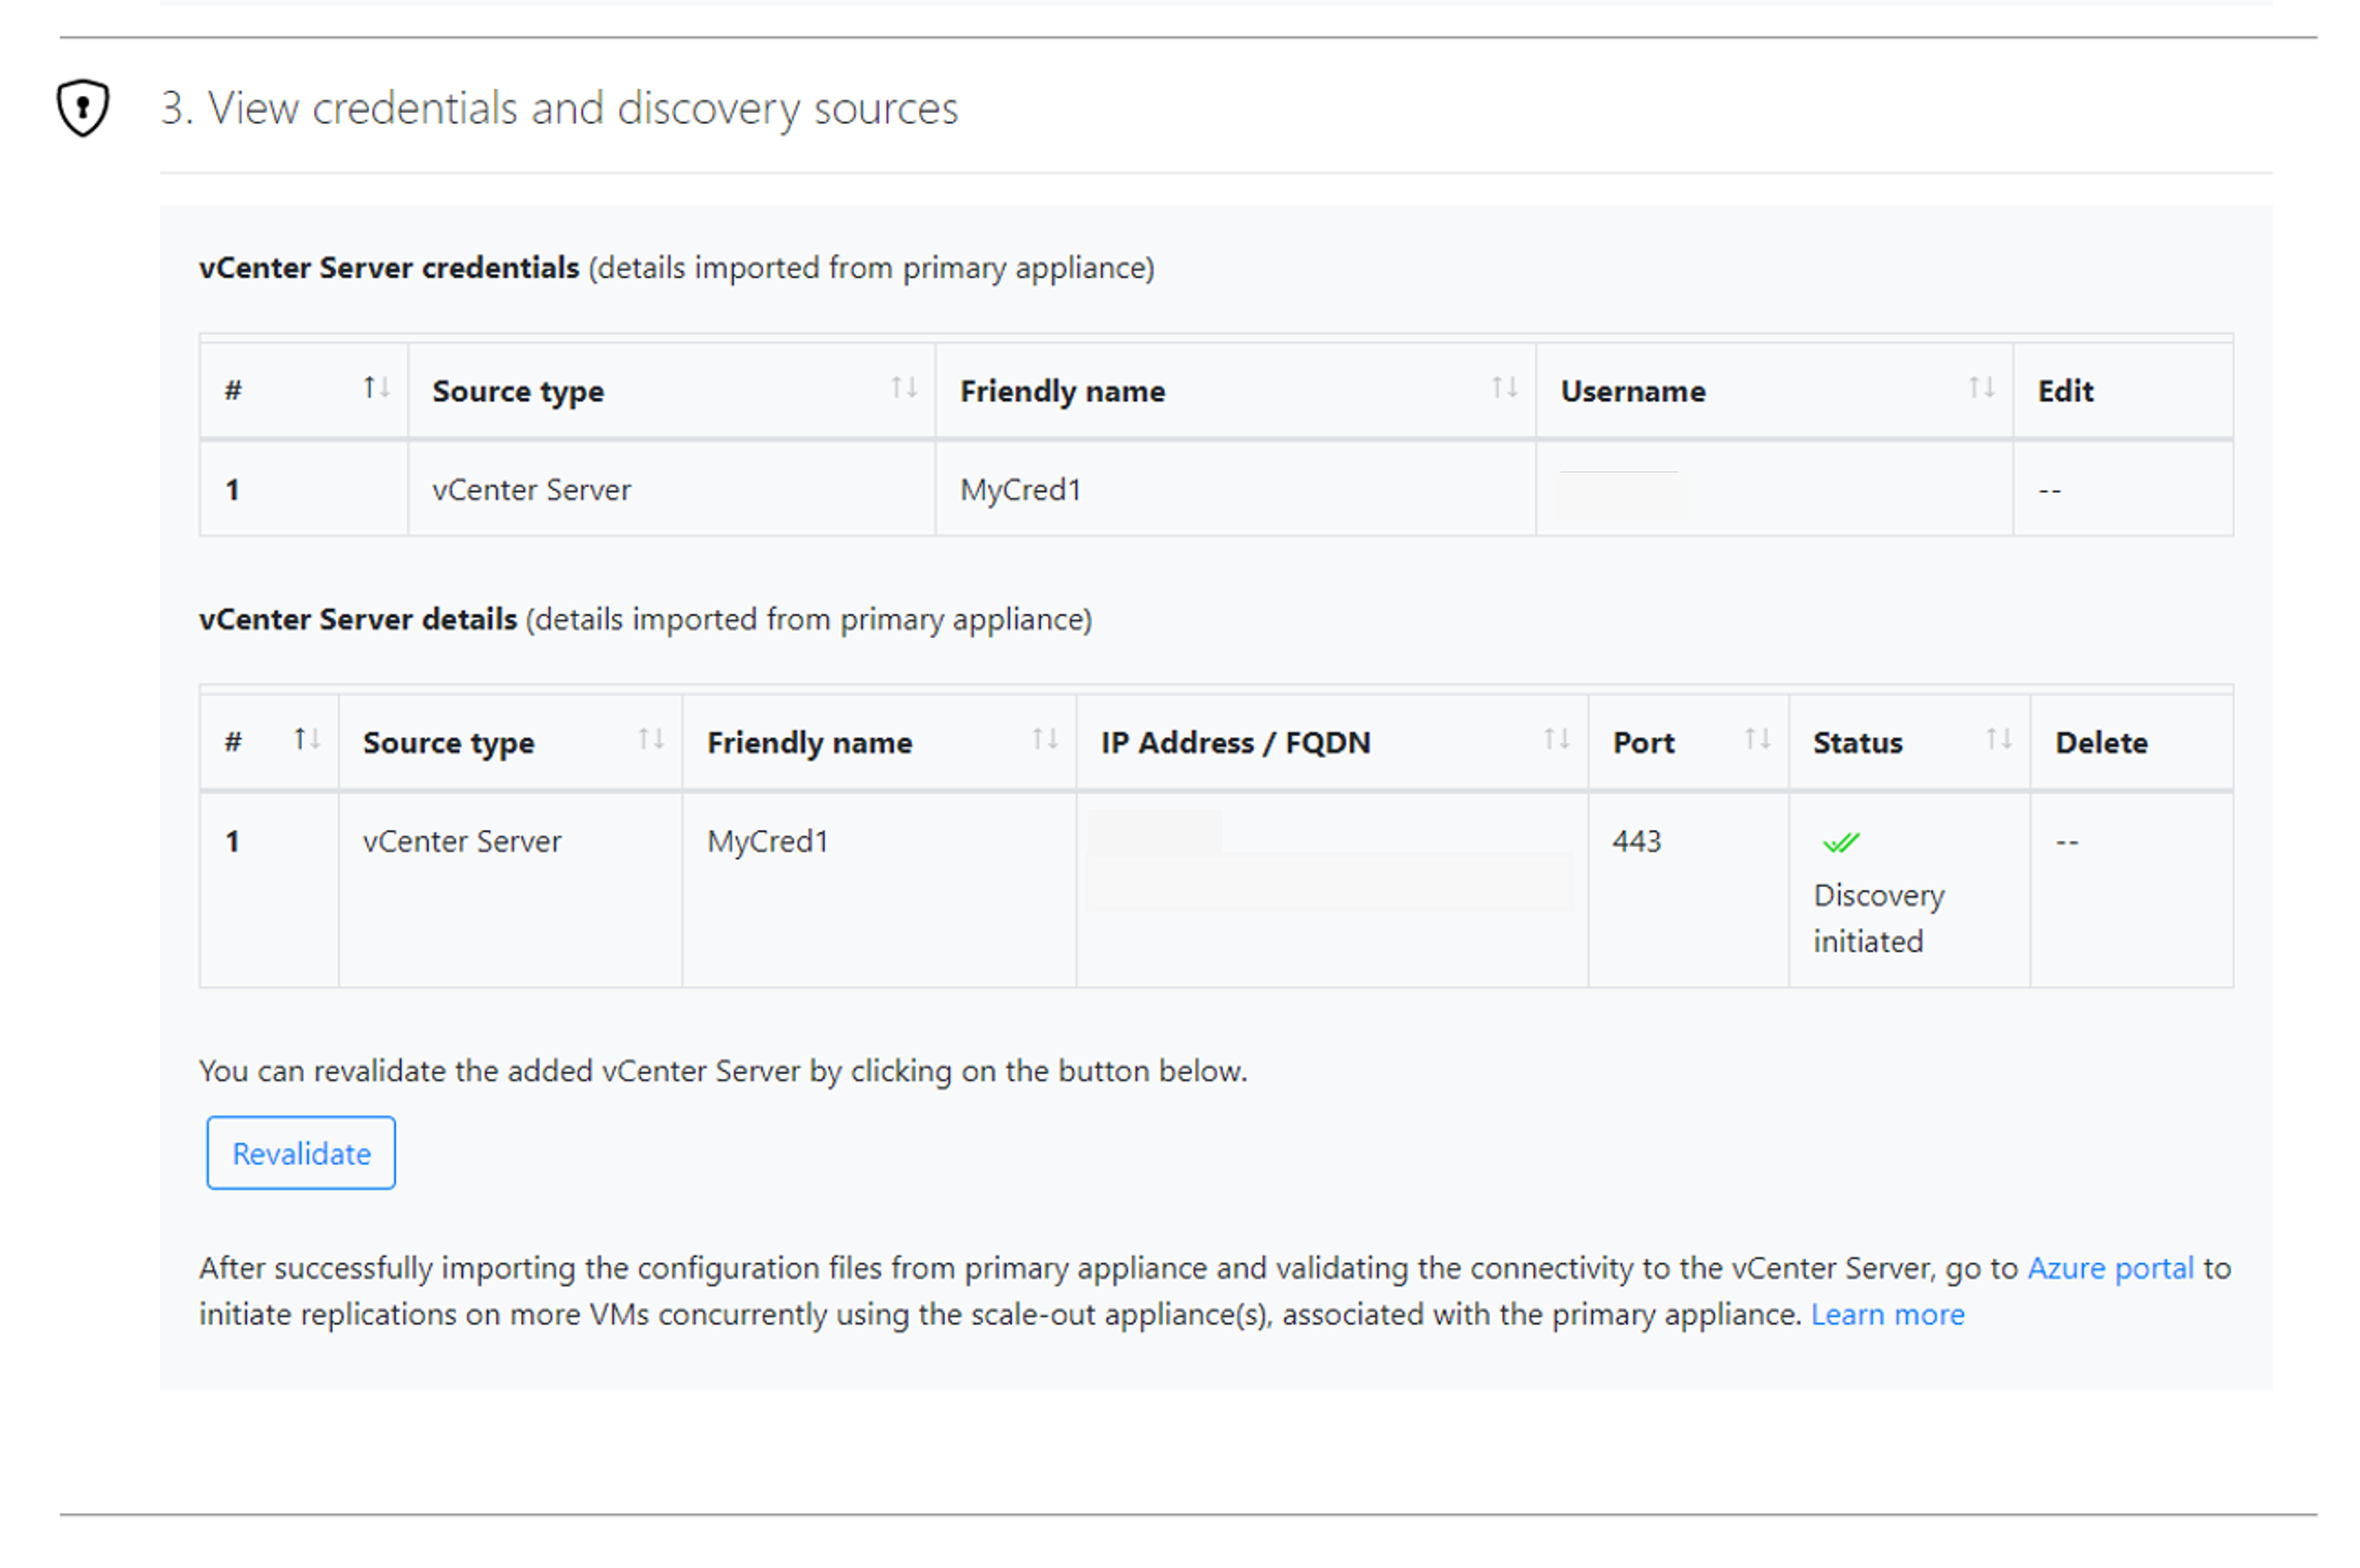 3. View credentials and discovery sources
vCenter Server credentials (details imported from primary appliance)
# Source type Friendly name Username Edit
1 vCenter Server MyCred1 --
vCenter Server details (details imported from primary appliance)
# Source type Friendly name IP Address / FQDN Port Status Delete
1 vCenter Server MyCred1 443 --
Discovery
initiated
You can revalidate the added vCenter Server by clicking on the button below.
Revalidate
After successfully importing the configuration files from primary appliance and validating the connectivity to the vCenter Server, go to Azure portal to
initiate replications on more VMs concurrently using the scale-out appliance(s), associated with the primary appliance. Learn more